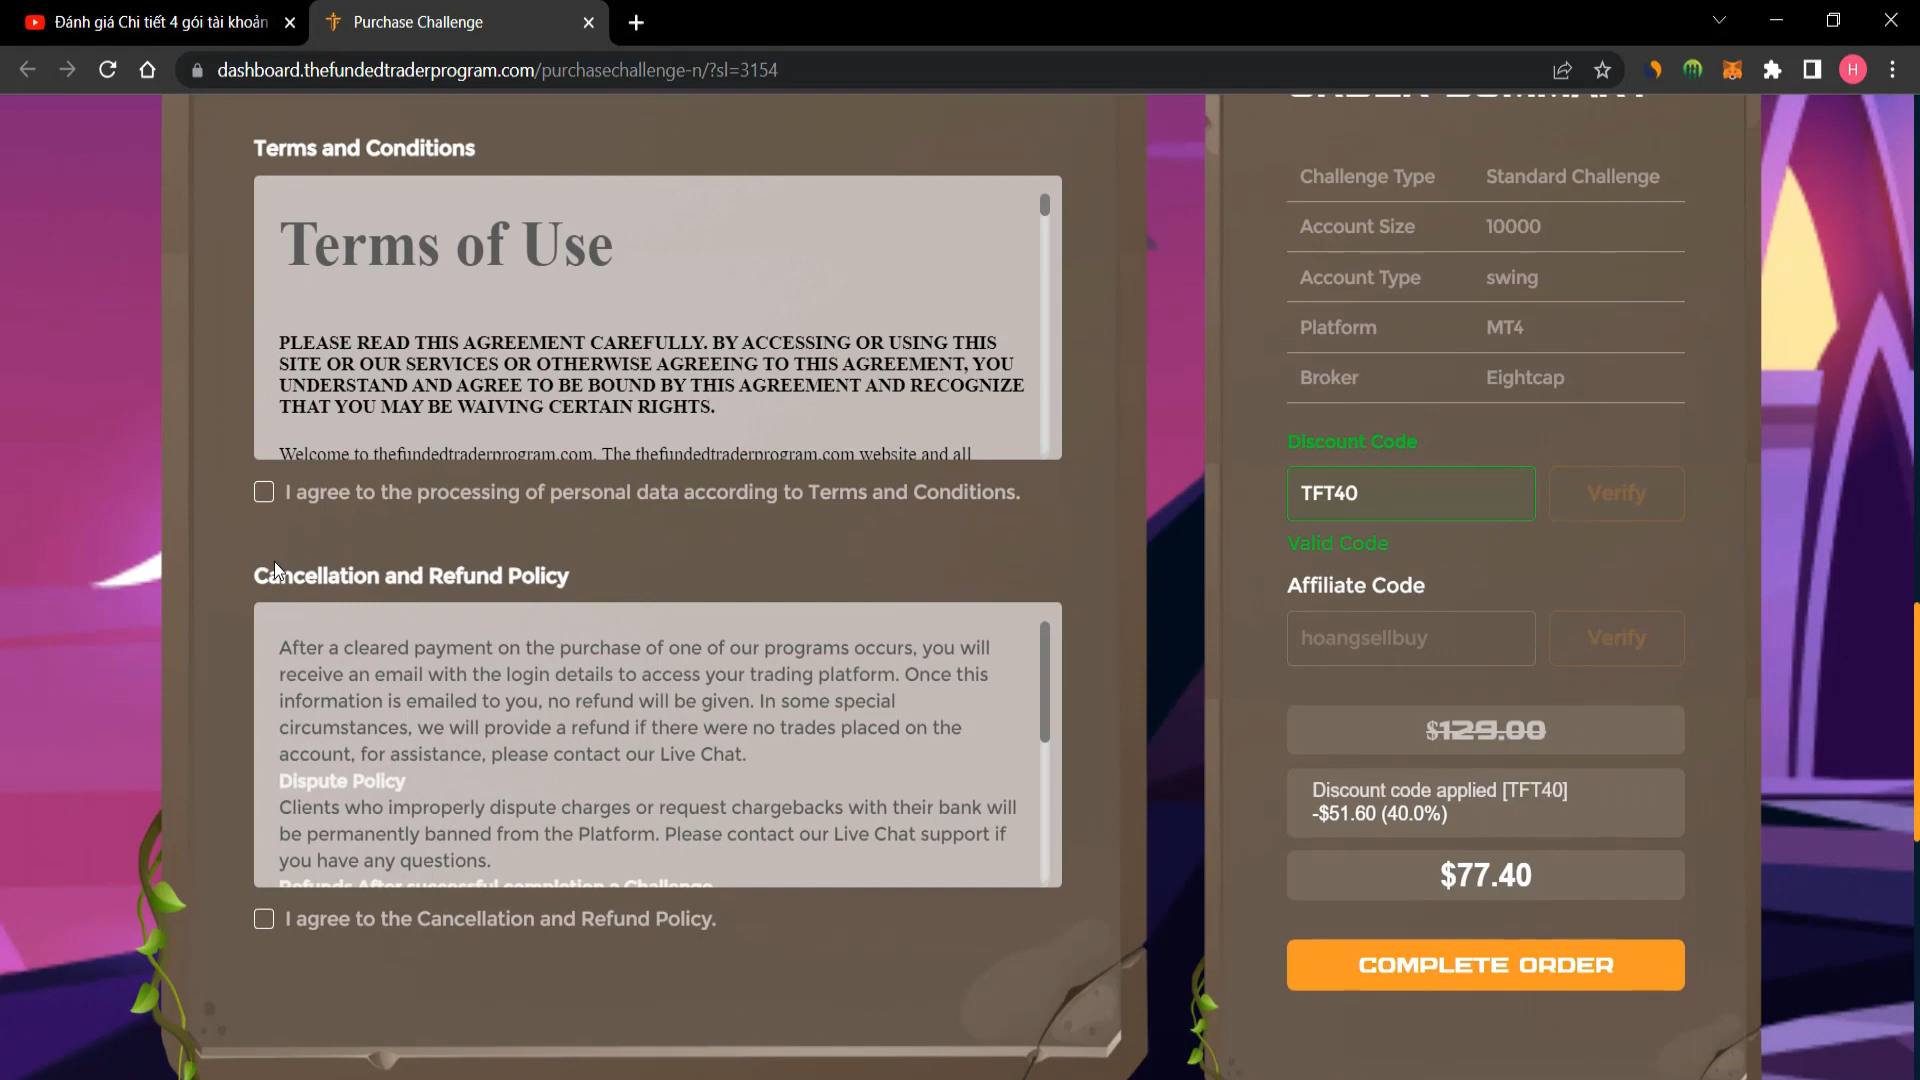 Đánh giá Chi tiết 4 gói tài khoản
Purchase Challenge
dashboard.thefundedtraderprogram.com/purchasechallenge-n/?sl=3154
H
ORDER SUMMARY
Terms and Conditions
Terms of Use
PLEASE READ THIS AGREEMENT CAREFULLY. BY ACCESSING OR USING THIS
SITE OR OUR SERVICES OR OTHERWISE AGREEING TO THIS AGREEMENT, YOU
UNDERSTAND AND AGREE TO BE BOUND BY THIS AGREEMENT AND RECOGNIZE
THAT YOU MAY BE WAIVING CERTAIN RIGHTS.
Welcome to thefundedtraderprogram.com. The thefundedtraderprogram.com website and all
I agree to the processing of personal data according to Terms and Conditions.
Cancellation and Refund Policy
After a cleared payment on the purchase of one of our programs occurs, you will
receive an email with the login details to access your trading platform. Once this
information is emailed to you, no refund will be given. In some special
circumstances, we will provide a refund if there were no trades placed on the
account, for assistance, please contact our Live Chat.
Dispute Policy
Clients who improperly dispute charges or request chargebacks with their bank will
be permanently banned from the Platform. Please contact our Live Chat support if
you have any questions.
Refunds After successful completion a Challenge
I agree to the Cancellation and Refund Policy.
Challenge Type Standard Challenge
Account Size 10000
Account Type swing
Platform MT4
Broker Eightcap
Discount Code
TFT40 Verify
Valid Code
Affiliate Code
hoangsellbuy Verify
$129.00
Discount code applied [TFT40]
-$51.60 (40.0%)
$77.40
COMPLETE ORDER